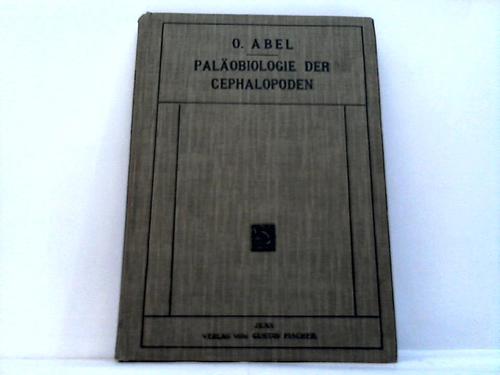 O. ABEL
PALÄOBIOLOGIE DER
CEPHALOPODEN
JENA
VERLAG VON GUSTAV FISCHER